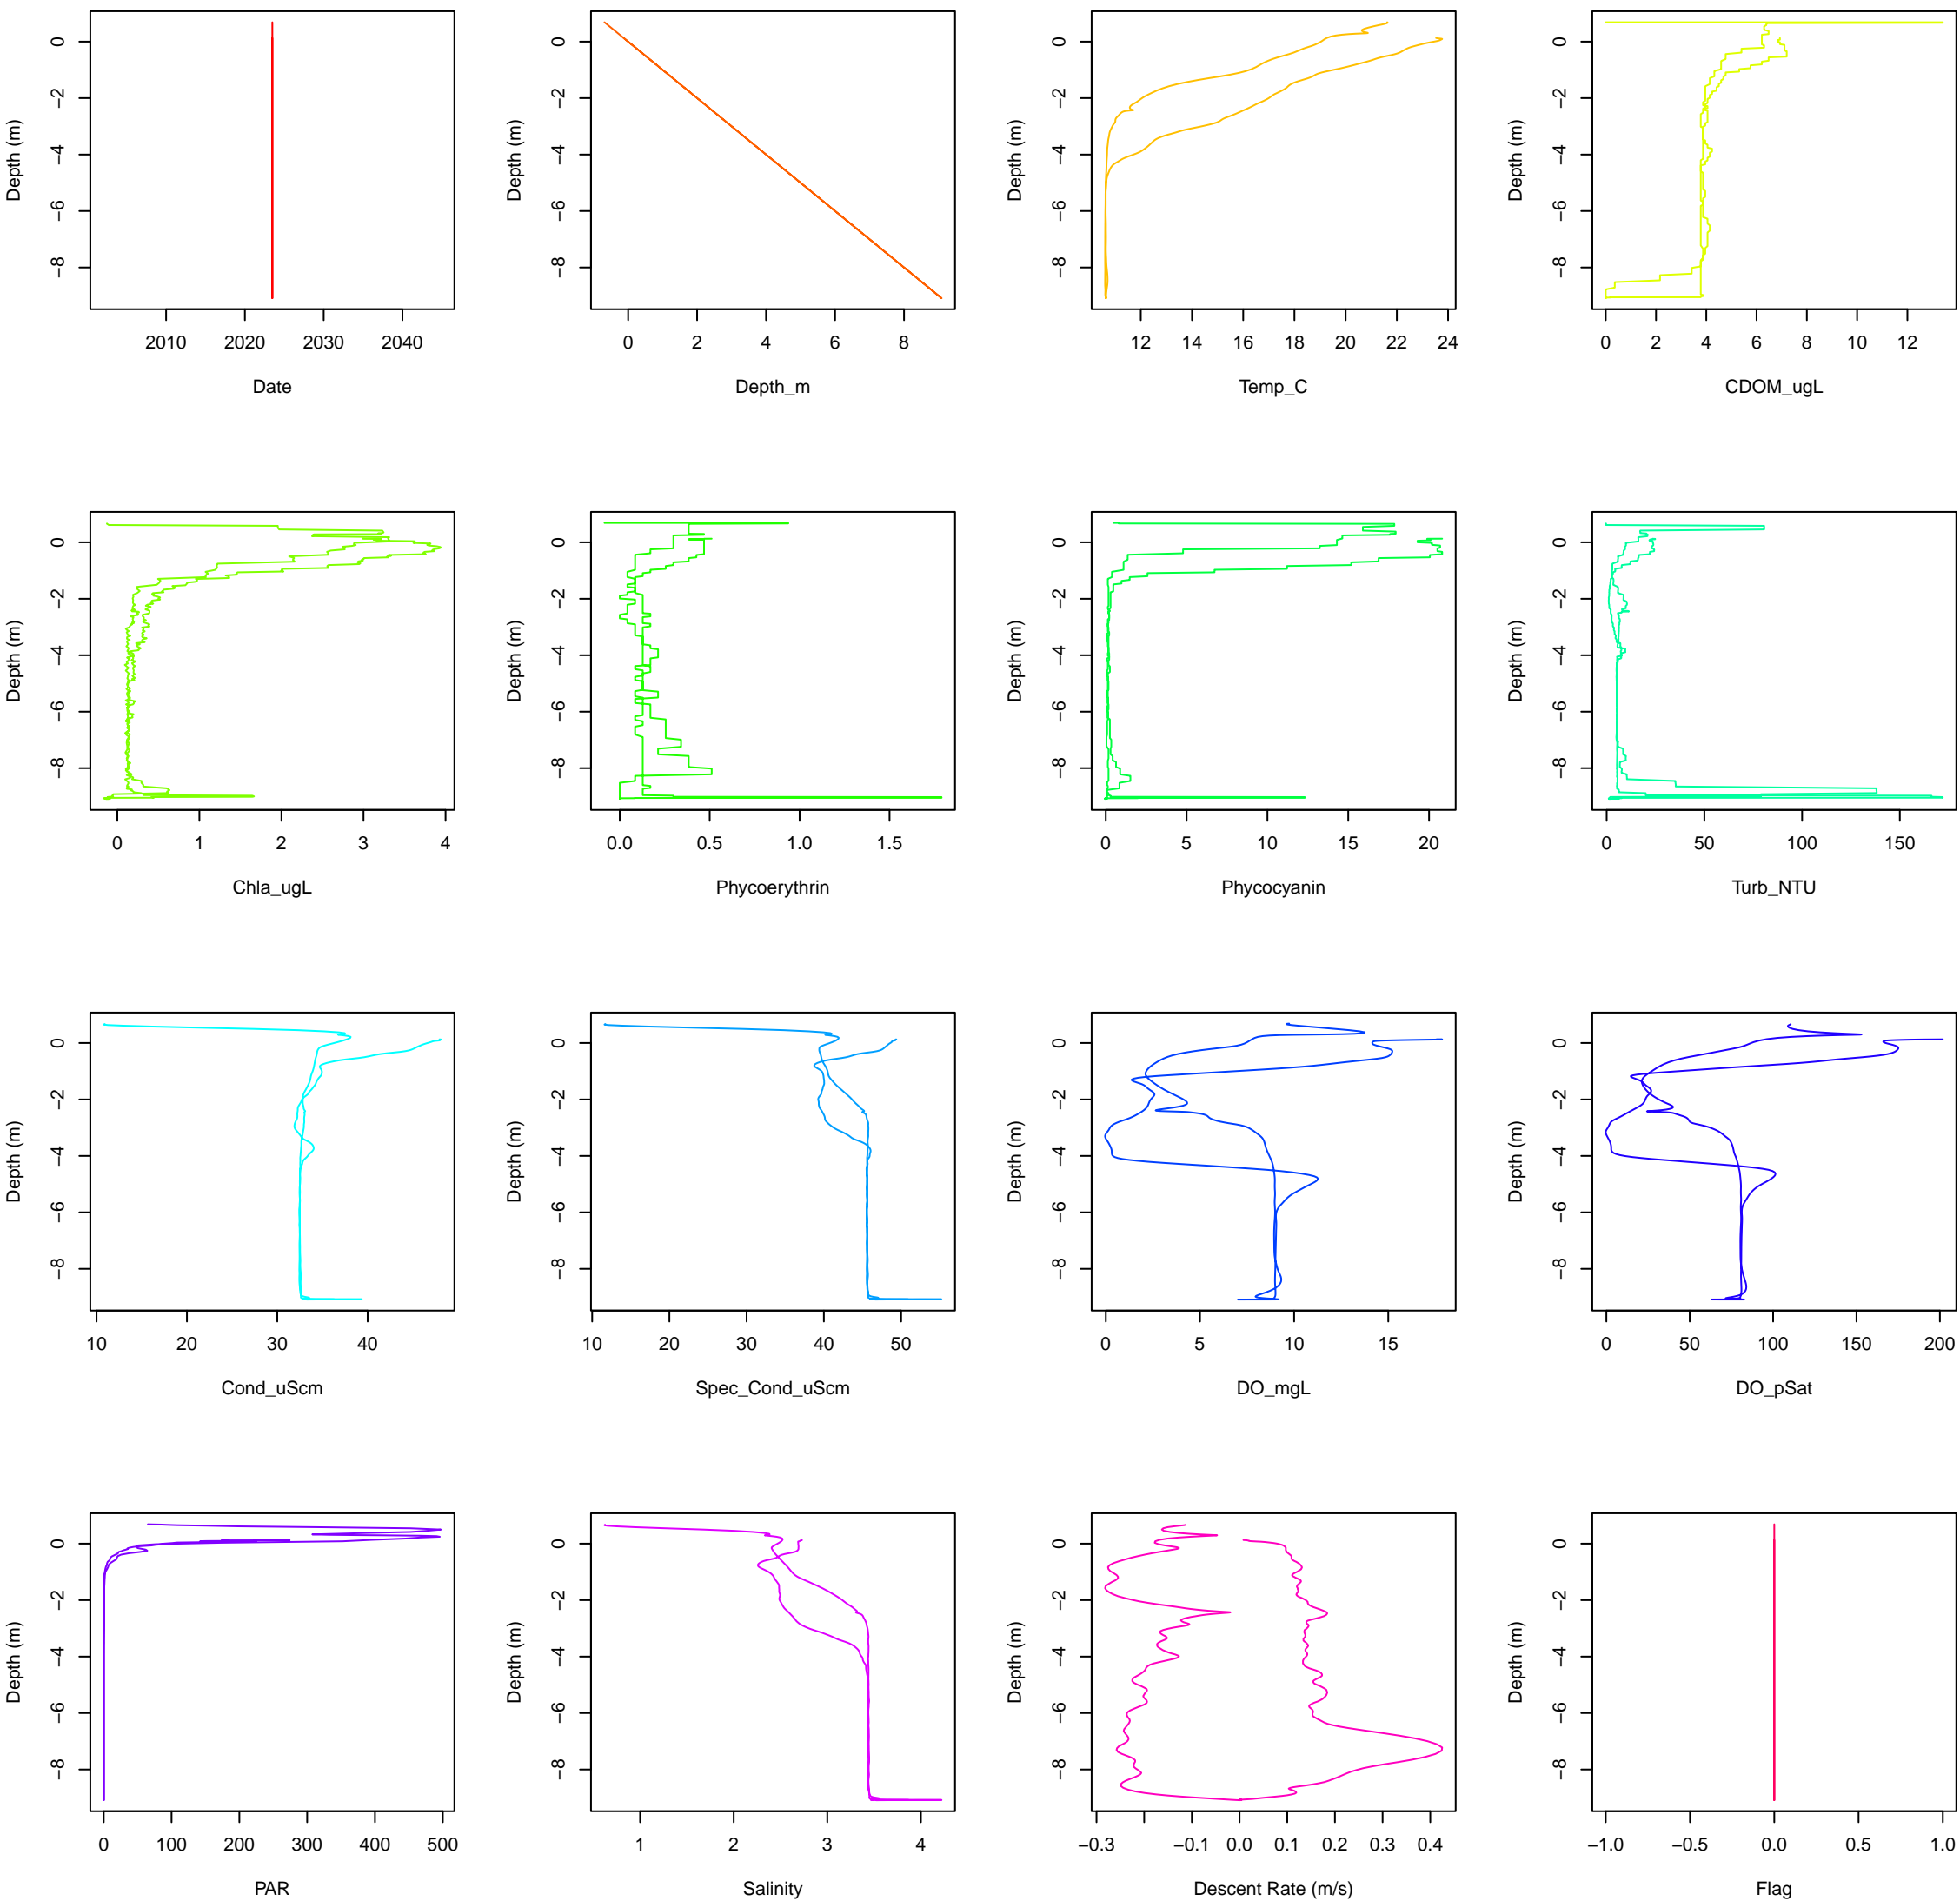 0 −2 −4 −6 −8 Depth (m) 2010 2020 2030 2040 Date
0 −2 −4 −6 −8 Depth (m) 0 2 4 6 8 Depth_m
0 −2 −4 −6 −8 Depth (m) 12 14 16 18 20 22 24 Temp_C
0 −2 −4 −6 −8 Depth (m) 0 2 4 6 8 10 12 CDOM_ugL
0 −2 −4 −6 −8 Depth (m) 0 1 2 3 4 Chla_ugL
0 −2 −4 −6 −8 Depth (m) 0.0 0.5 1.0 1.5 Phycoerythrin
0 −2 −4 −6 −8 Depth (m) 0 5 10 15 20 Phycocyanin
0 −2 −4 −6 −8 Depth (m) 0 50 100 150 Turb_NTU
0 −2 −4 −6 −8 Depth (m) 10 20 30 40 Cond_uScm
0 −2 −4 −6 −8 Depth (m) 10 20 30 40 50 Spec_Cond_uScm
0 −2 −4 −6 −8 Depth (m) 0 5 10 15 DO_mgL
0 −2 −4 −6 −8 Depth (m) 0 50 100 150 200 DO_pSat
0 −2 −4 −6 −8 Depth (m) 0 100 200 300 400 500 PAR
0 −2 −4 −6 −8 Depth (m) 1 2 3 4 Salinity
0 −2 −4 −6 −8 Depth (m) −0.3 −0.1 0.0 0.1 0.2 0.3 0.4 Descent Rate (m/s)
0 −2 −4 −6 −8 Depth (m) −1.0 −0.5 0.0 0.5 1.0 Flag